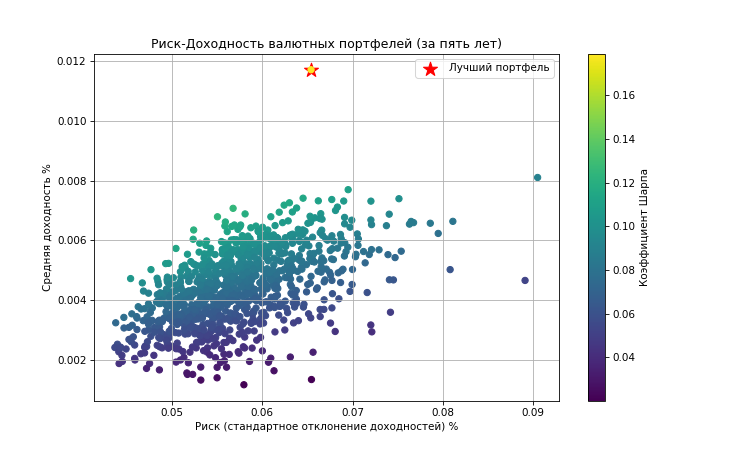 Риск-Доходность валютных портфелей (за пять лет)
Лучший портфель
Средняя доходность %
0.012
0.010
0.008
0.006
0.004
0.002
0.05 0.06 0.07 0.08 0.09
Риск (стандартное отклонение доходностей) %
0.16
0.14
0.12
0.10
0.08
0.06
0.04
Коэффициент Шарпа